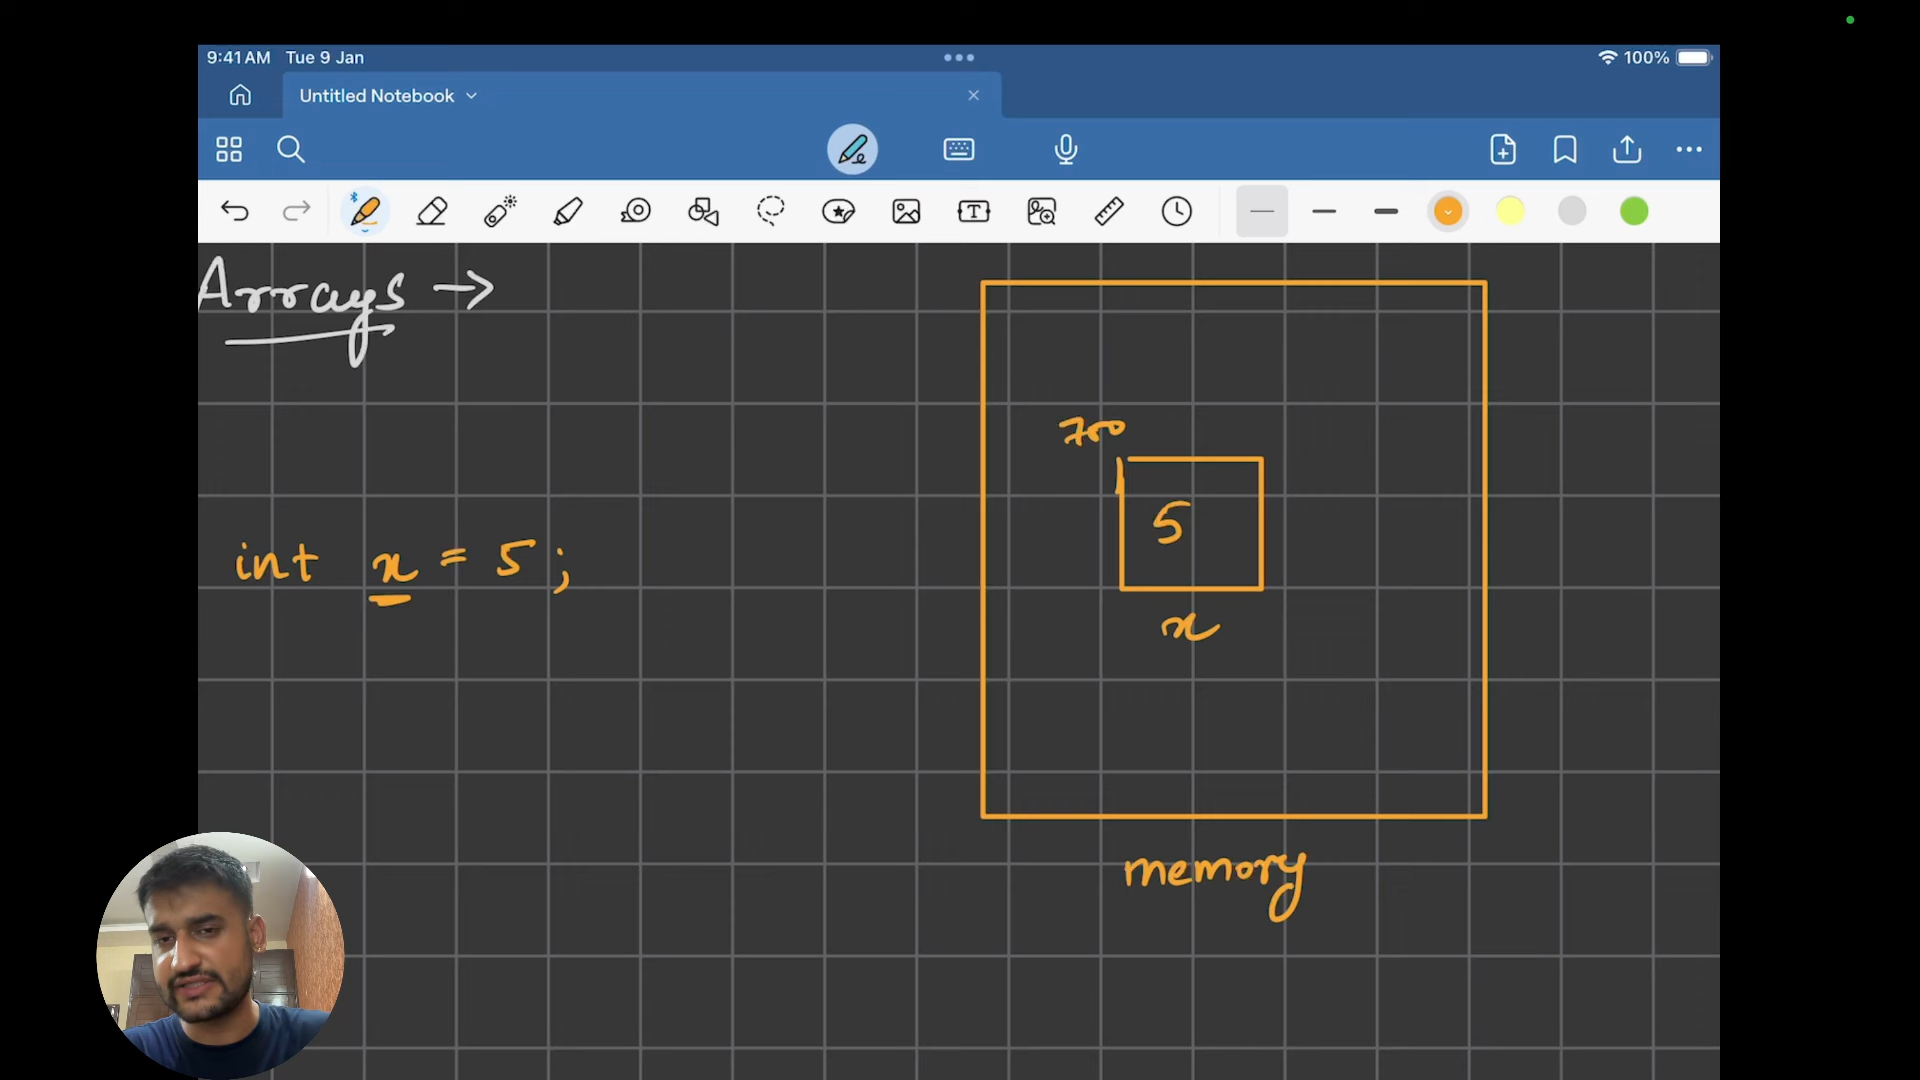 9:41 AM Tue 9 Jan
100%
Untitled Notebook
Arrays →
700
5
int x = 5 ;
x
memory